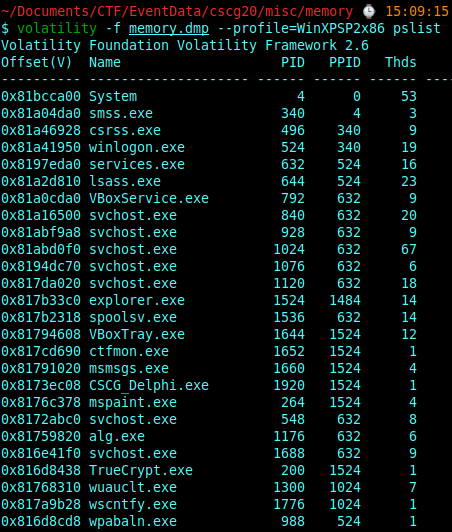 ~/Documents/CTF/EventData/cscg20/misc/memory ⌚ 15:09:15
$ volatility -f memory.dmp --profile=WinXPSP2x86 pslist
Volatility Foundation Volatility Framework 2.6
Offset(V)  Name                    PID   PPID   Thds
---------- -------------------- ------ ------ ------ ----
0x81bcca00 System                    4      0     53
0x81a04da0 smss.exe                340      4      3
0x81a46928 csrss.exe               496    340      9
0x81a41950 winlogon.exe            524    340     19
0x8197eda0 services.exe            632    524     16
0x81a2d810 lsass.exe               644    524     23
0x81a0cda0 VBoxService.exe         792    632      9
0x81a16500 svchost.exe             840    632     20
0x81abf9a8 svchost.exe             928    632      9
0x81abd0f0 svchost.exe            1024    632     67
0x8194dc70 svchost.exe            1076    632      6
0x817da020 svchost.exe            1120    632     18
0x817b33c0 explorer.exe           1524   1484     14
0x817b2318 spoolsv.exe            1536    632     14
0x81794608 VBoxTray.exe           1644   1524     12
0x817cd690 ctfmon.exe             1652   1524      1
0x81791020 msmsgs.exe             1660   1524      4
0x8173ec08 CSCG_Delphi.exe        1920   1524      1
0x8176c378 mspaint.exe             264   1524      4
0x8172abc0 svchost.exe             548    632      8
0x81759820 alg.exe                1176    632      6
0x816e41f0 svchost.exe            1688    632      9
0x816d8438 TrueCrypt.exe           200   1524      1
0x81768310 wuauclt.exe            1300   1024      7
0x817a9b28 wscntfy.exe            1776   1024      1
0x816d8cd8 wpabaln.exe             988    524      1